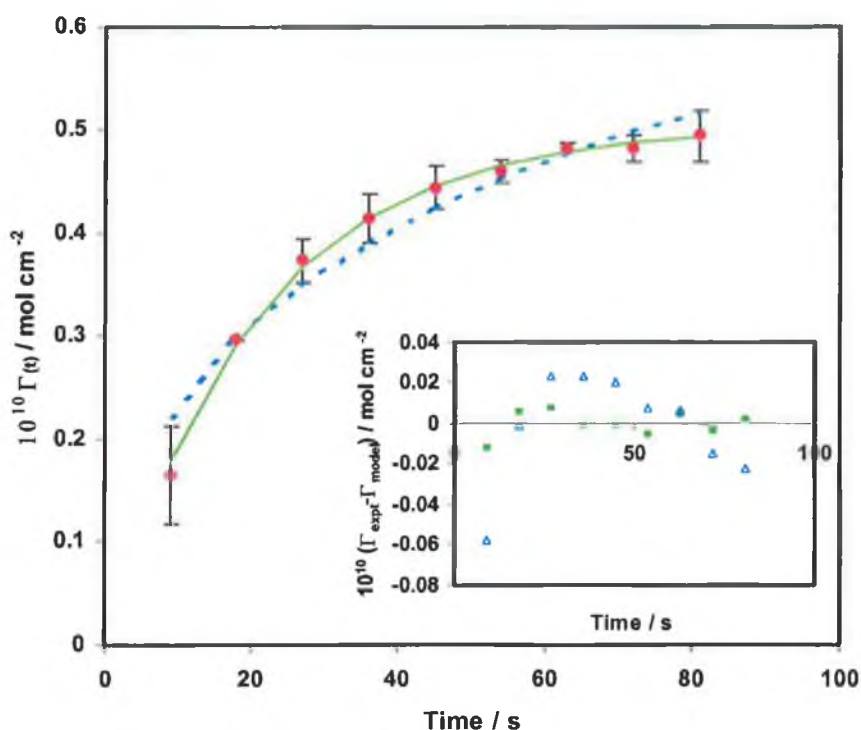 0.6
0.5
0.4
0.3
0.2
0.1
0
0 20 40 60 80 100
10¹⁰ Γ(t) / mol cm⁻²
Time / s
0.04
0.02
0
-0.02
-0.04
-0.06
-0.08
0 50 100
10¹⁰ (Γexpt-Γmodel) / mol cm⁻²
Time / s